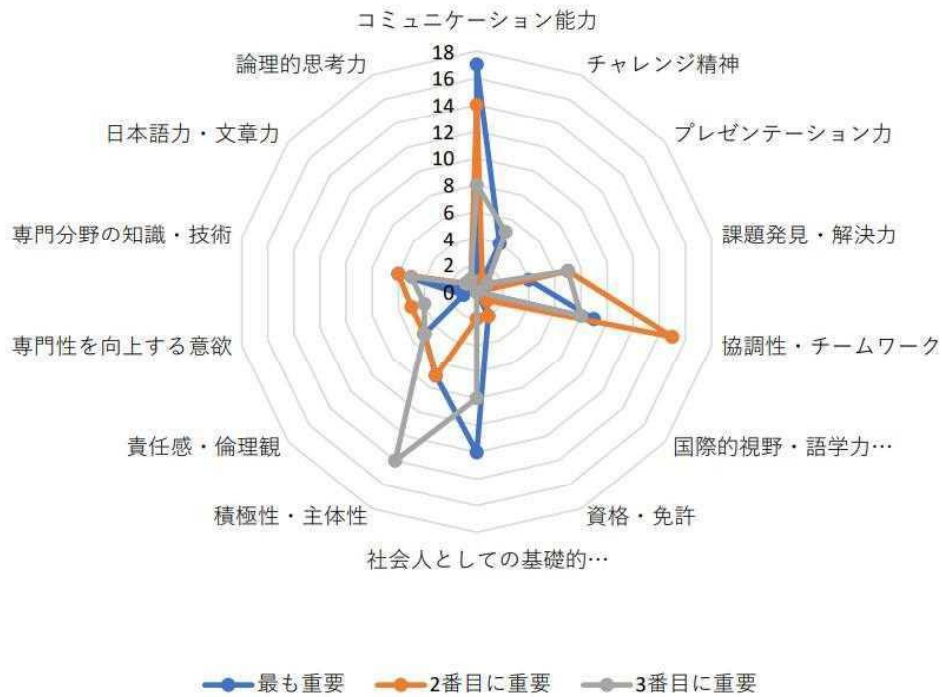 コミュニケーション能力
チャレンジ精神
プレゼンテーション力
課題発見・解決力
協調性・チームワーク
国際的視野・語学力…
資格・免許
社会人としての基礎的…
積極性・主体性
責任感・倫理観
専門性を向上する意欲
専門分野の知識・技術
日本語力・文章力
論理的思考力
18
16
14
12
10
8
6
4
2
0
最も重要
2番目に重要
3番目に重要